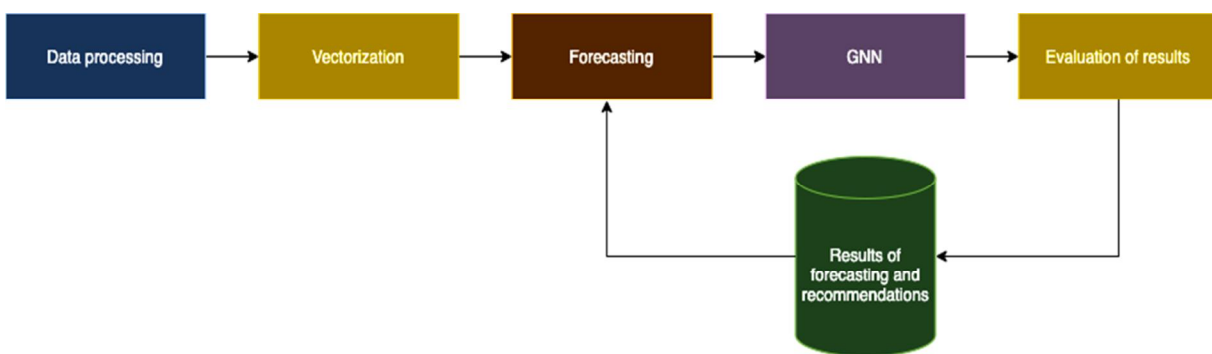 Data processing
Vectorization
Forecasting
GNN
Evaluation of results
Results of
forecasting and
recommendations